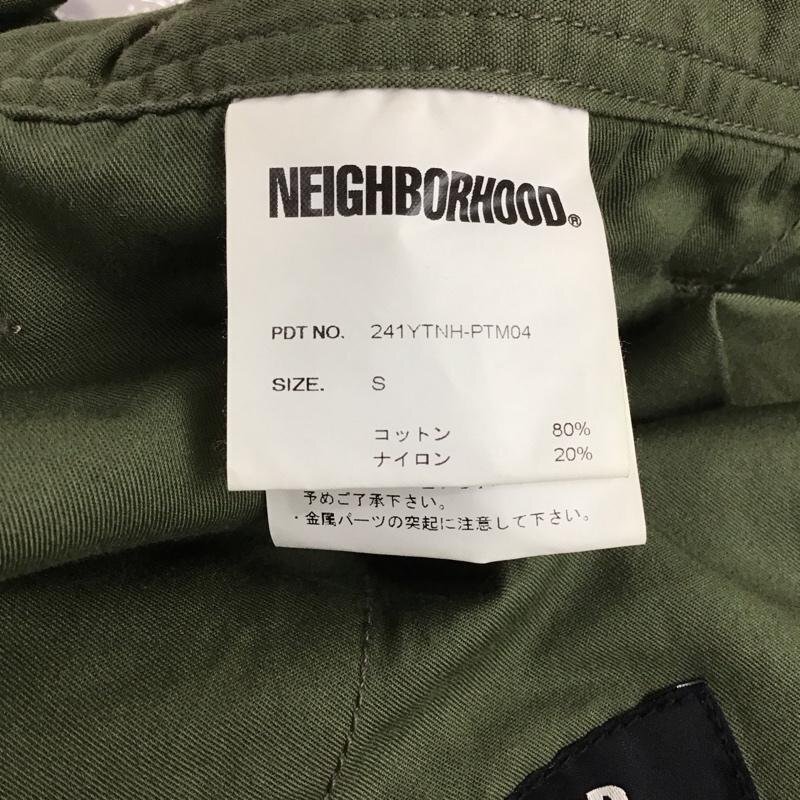 NEIGHBORHOOD®
PDT NO. 241YTNH-PTM04
SIZE. S
コットン 80%
ナイロン 20%
予めご了承下さい。
・金属パーツの突起に注意して下さい。